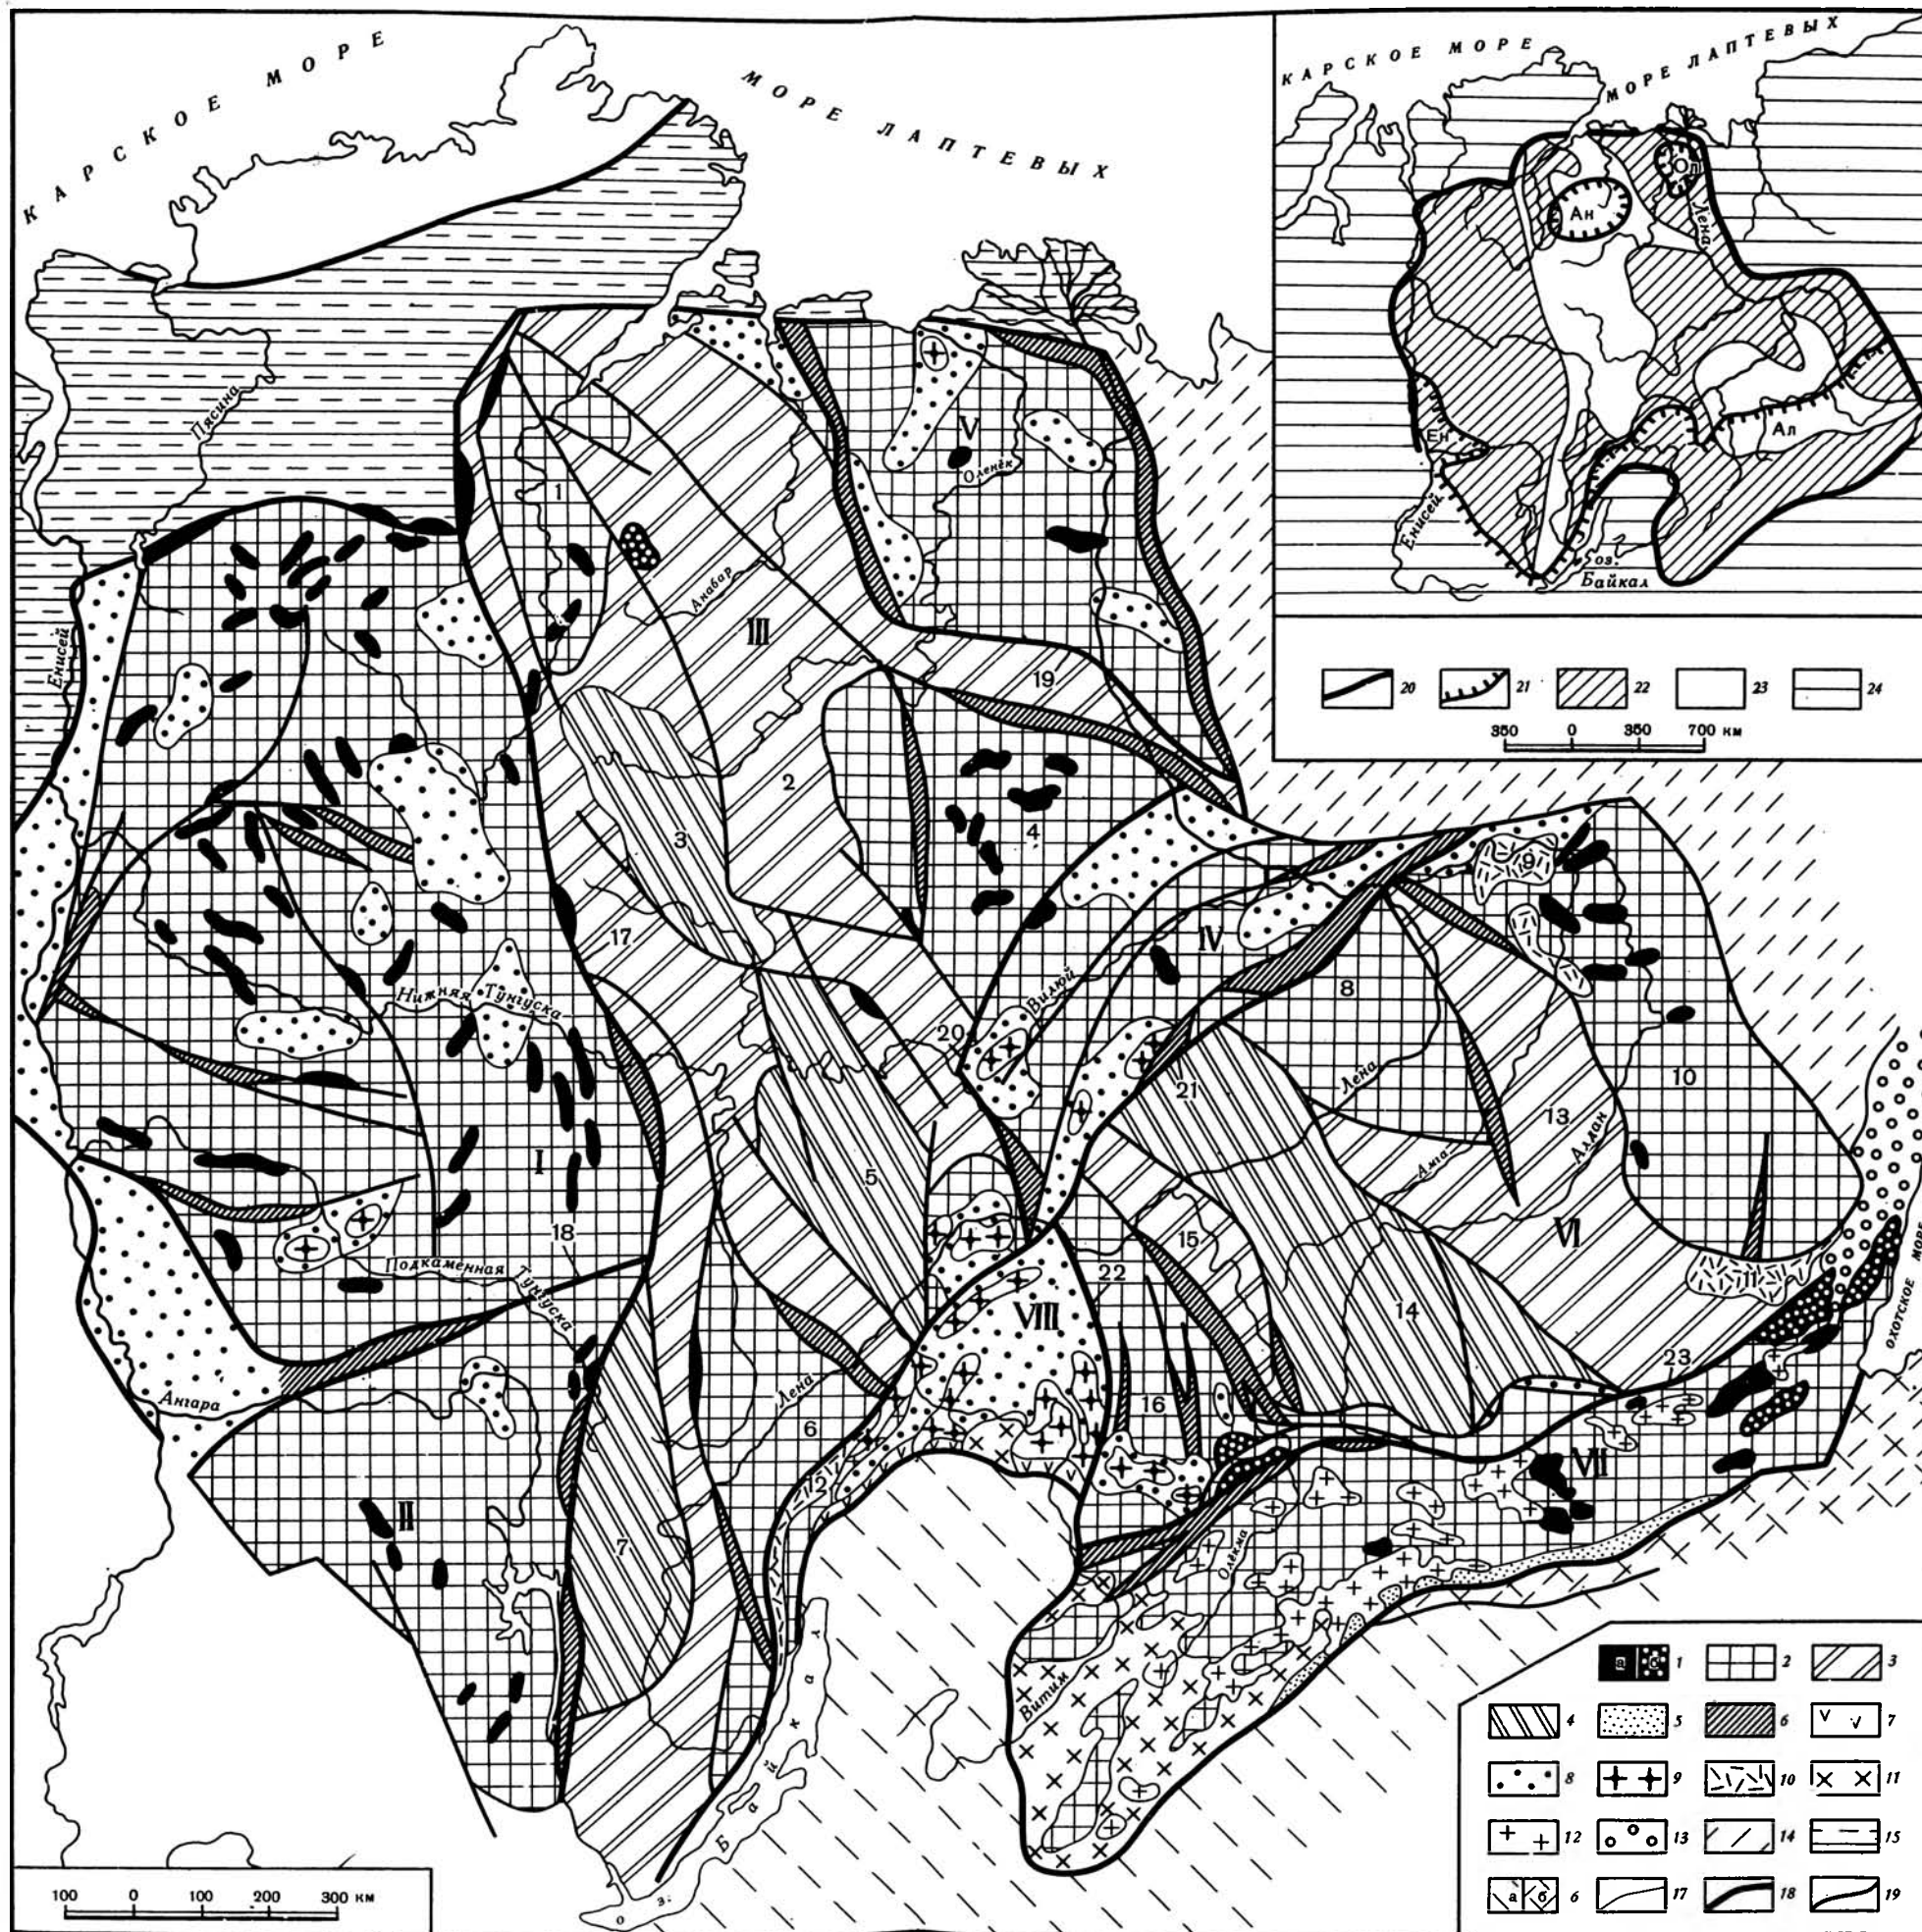 КАРСКОЕ МОРЕ
МОРЕ ЛАПТЕВЫХ
КАРСКОЕ МОРЕ
МОРЕ ЛАПТЕВЫХ
Ол
Ан
Лена
Ен
Ал
Енисей
оз.
Байкал
20
21
22
23
24
350 0 350 700 км
Пясина
V
Оленёк
1
Анабар
III
Енисей
19
2
3
4
9
17
IV
8
Вилюй
Нижняя Тунгуска
20
10
21
Лена
13
Алдан
Амга
5
I
18
15
VI
Подкаменная
Тунгуска
22
11
VIII
14
ОХОТСКОЕ МОРЕ
23
Ангара
Лена
16
6
12
VII
II
Олёкма
7
Витим
оз. Байкал
а б 1
2
3
4
5
6
7
8
9
10
11
12
13
14
15
а б 6
17
18
19
100 0 100 200 300 км